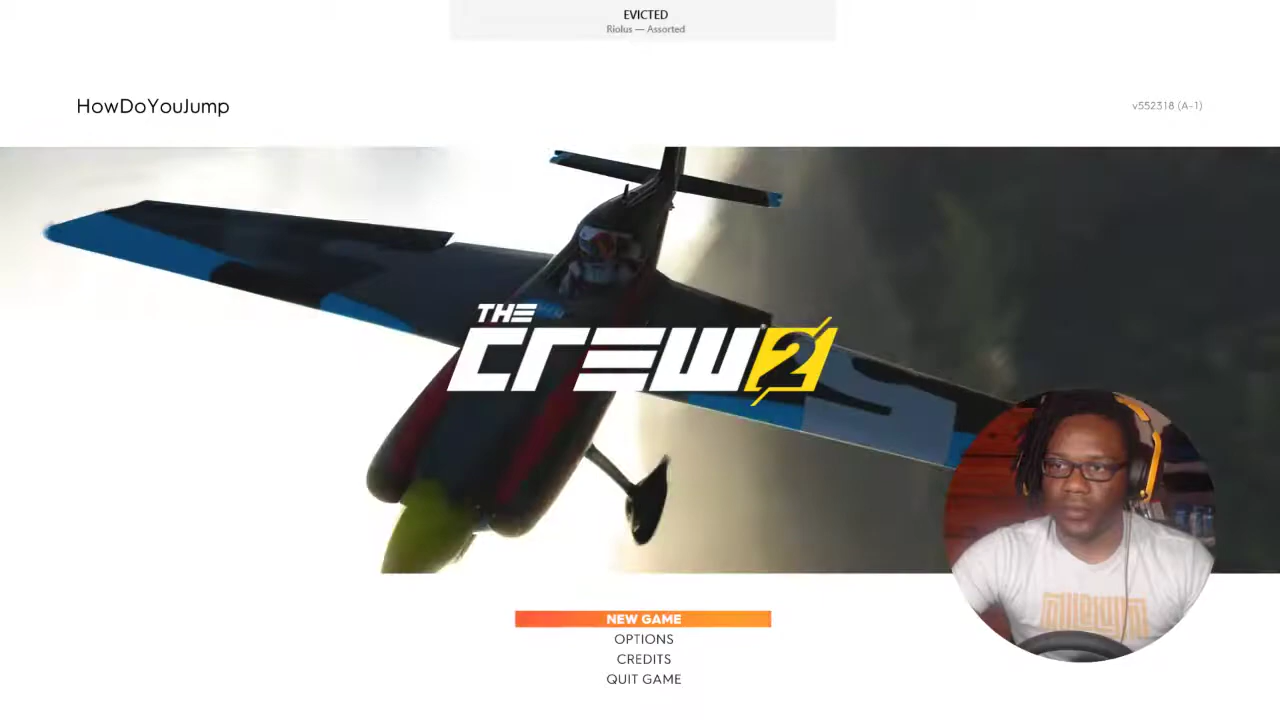 EVICTED
Riolus — Assorted
HowDoYouJump
v552318 (A-1)
THE
CREW 2
NEW GAME
OPTIONS
CREDITS
QUIT GAME